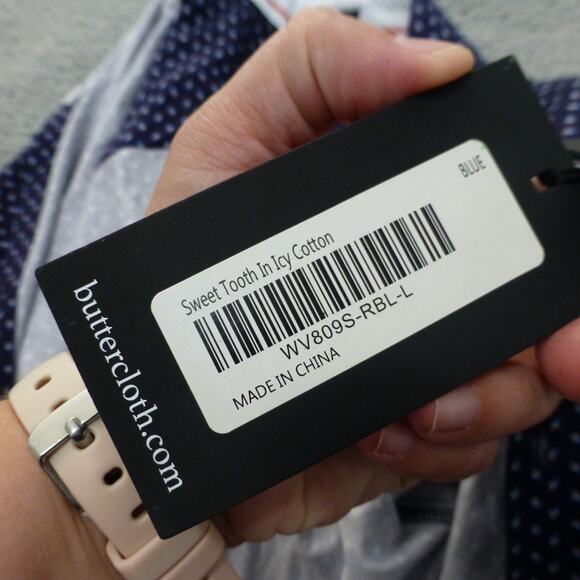 BLUE
Sweet Tooth In Icy Cotton
WV809S-RBL-L
MADE IN CHINA
buttercloth.com